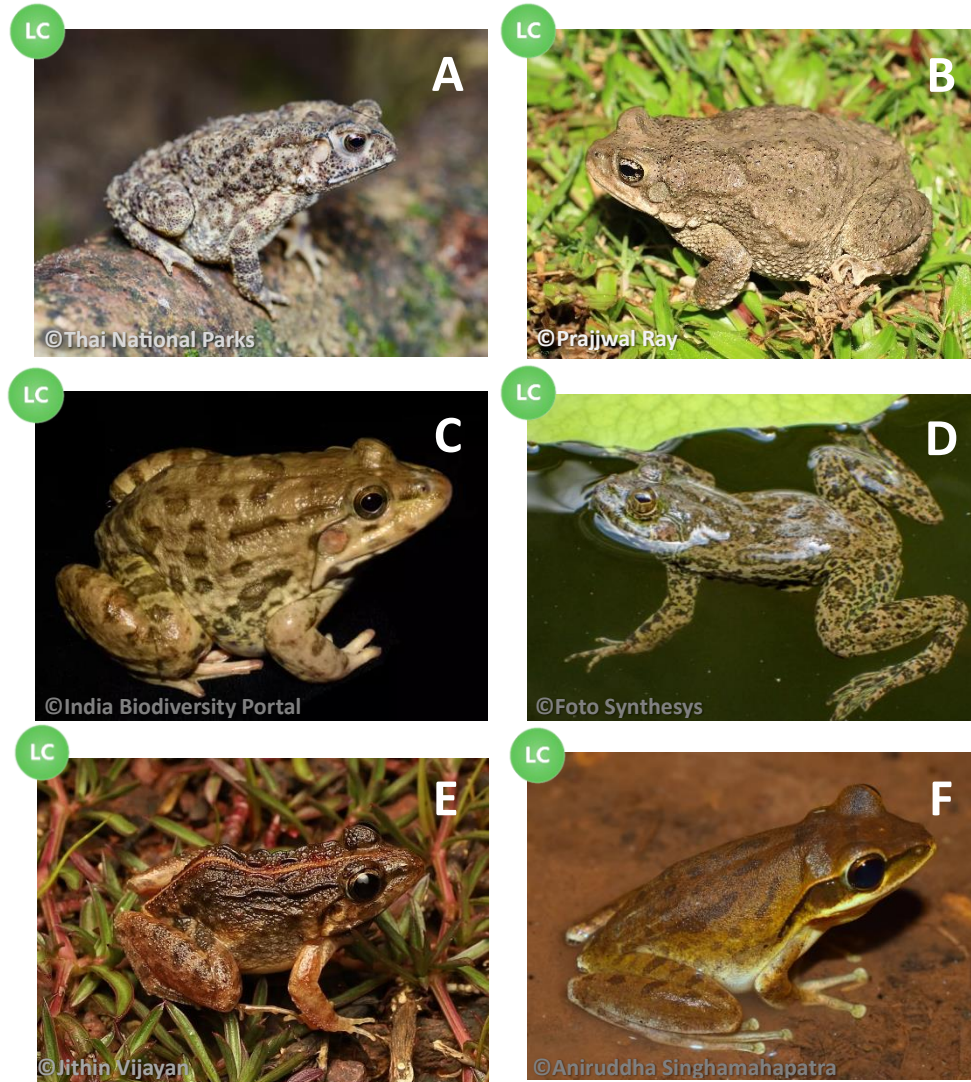 LC
A
©Thai National Parks
LC
B
©Prajjwal Ray
LC
C
©India Biodiversity Portal
LC
D
©Foto Synthesys
LC
E
©Jithin Vijayan
LC
F
©Aniruddha Singhamahapatra